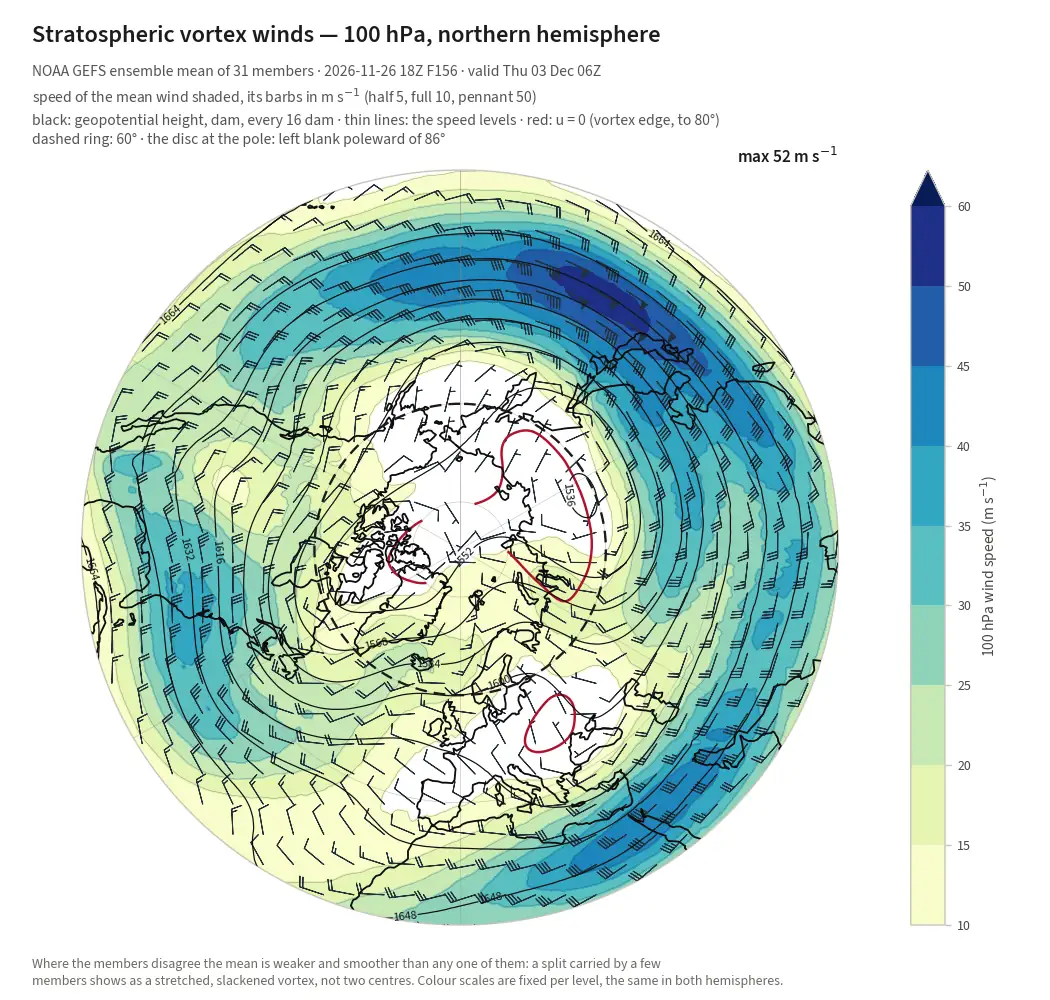 Stratospheric vortex winds — 100 hPa, northern hemisphere
NOAA GEFS ensemble mean of 31 members · 2026-11-26 18Z F156 · valid Thu 03 Dec 06Z
speed of the mean wind shaded, its barbs in m s⁻¹ (half 5, full 10, pennant 50)
black: geopotential height, dam, every 16 dam · thin lines: the speed levels · red: u = 0 (vortex edge, to 80°)
dashed ring: 60° · the disc at the pole: left blank poleward of 86°
max 52 m s⁻¹
1664
1664
1536
1632
1616
1552
1664
1568
1584
1600
1648
1648
60
50
45
40
35
30
25
20
15
10
100 hPa wind speed (m s⁻¹)
Where the members disagree the mean is weaker and smoother than any one of them: a split carried by a few
members shows as a stretched, slackened vortex, not two centres. Colour scales are fixed per level, the same in both hemispheres.